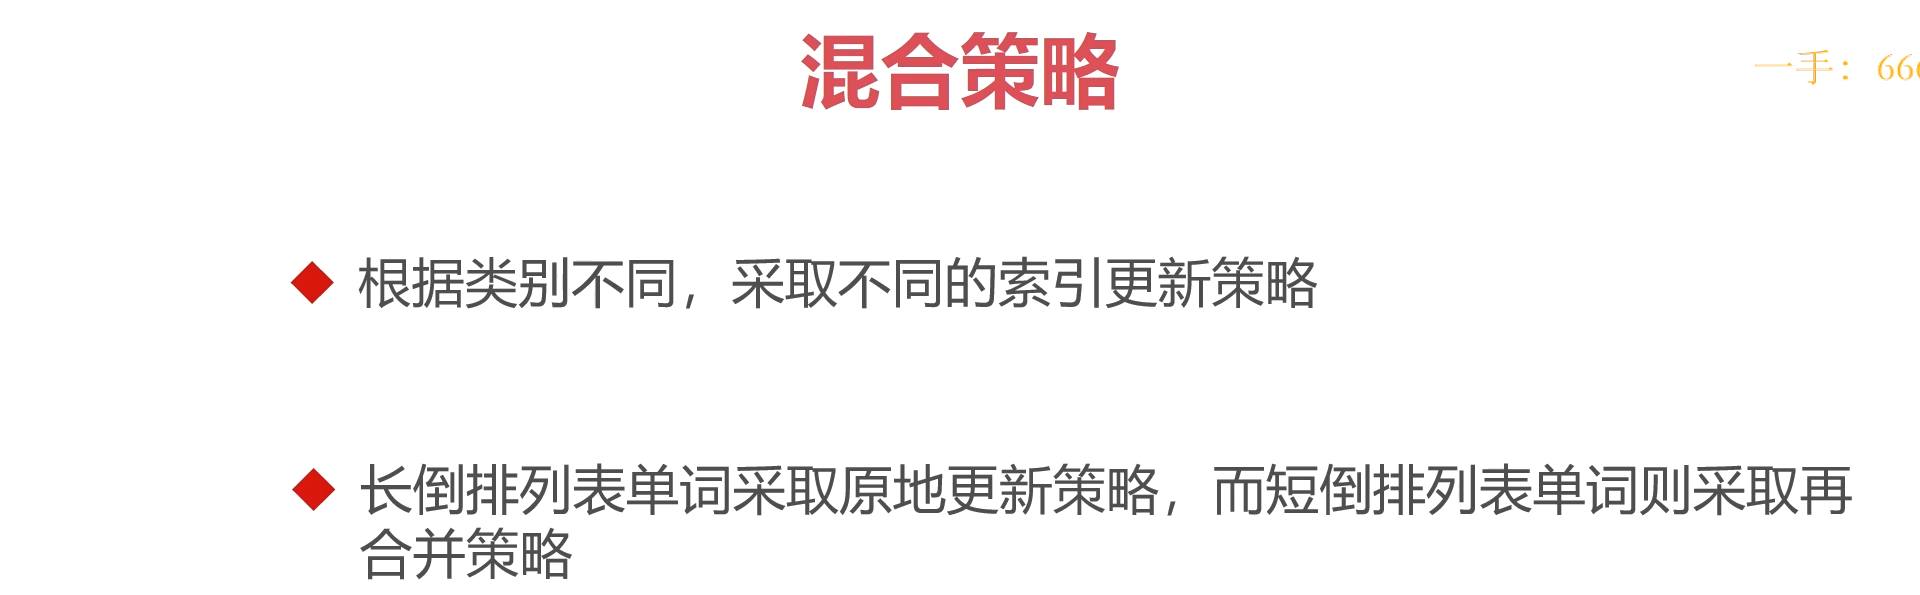 混合策略
一手：666
根据类别不同，采取不同的索引更新策略
长倒排列表单词采取原地更新策略，而短倒排列表单词则采取再
合并策略